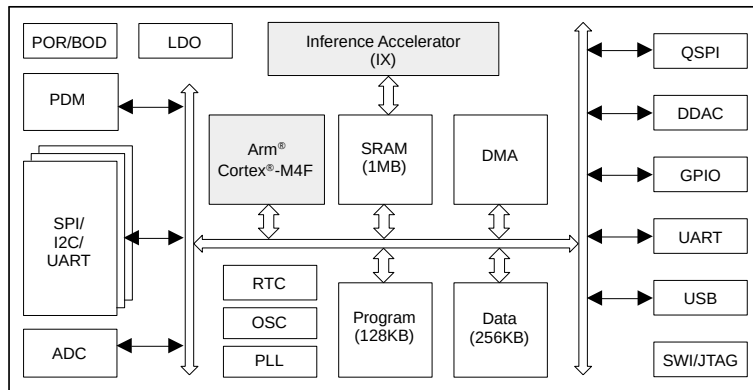 POR/BOD
LDO
Inference Accelerator
(IX)
QSPI
PDM
DDAC
Arm®
Cortex®-M4F
SRAM
(1MB)
DMA
GPIO
SPI/
I2C/
UART
UART
RTC
OSC
PLL
Program
(128KB)
Data
(256KB)
USB
ADC
SWI/JTAG